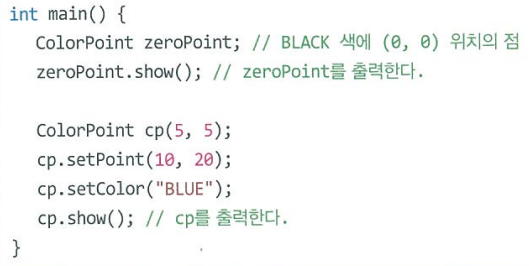 int main() {
ColorPoint zeroPoint; // BLACK 색에 (0, 0) 위치의 점
zeroPoint.show(); // zeroPoint를 출력한다.
ColorPoint cp(5, 5);
cp.setPoint(10, 20);
cp.setColor("BLUE");
cp.show(); // cp를 출력한다.
}